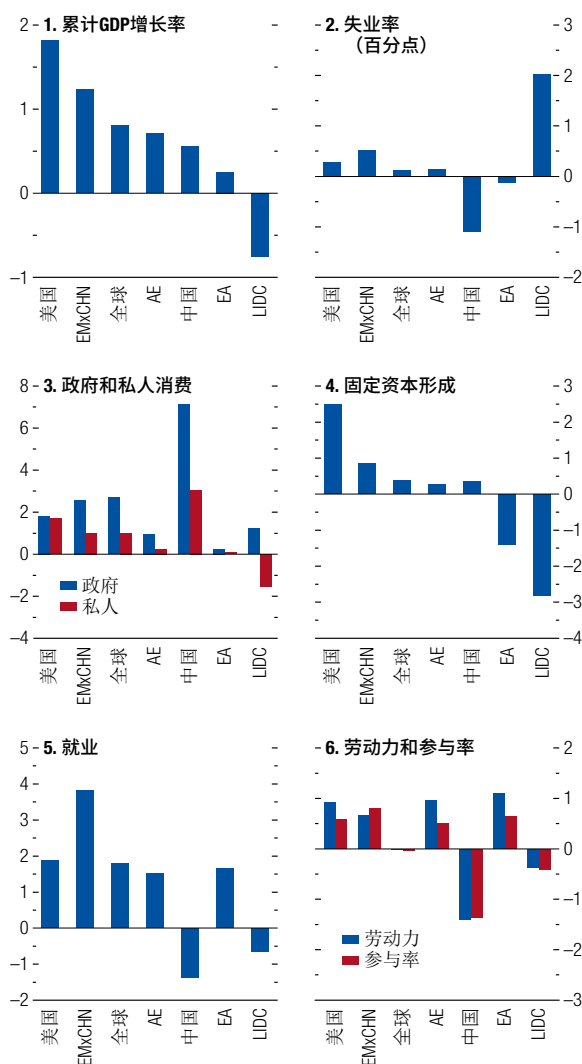 1. 累计GDP增长率
2
1
0
–1
美国
EMxCHN
全球
AE
中国
EA
LIDC
2. 失业率
（百分点）
3
2
1
0
–1
–2
美国
EMxCHN
全球
AE
中国
EA
LIDC
3. 政府和私人消费
8
6
4
2
0
–2
–4
政府
私人
美国
EMxCHN
全球
AE
中国
EA
LIDC
4. 固定资本形成
3
2
1
0
–1
–2
–3
–4
美国
EMxCHN
全球
AE
中国
EA
LIDC
5. 就业
5
4
3
2
1
0
–1
–2
美国
EMxCHN
全球
AE
中国
EA
LIDC
6. 劳动力和参与率
2
1
0
–1
–2
–3
劳动力
参与率
美国
EMxCHN
全球
AE
中国
EA
LIDC